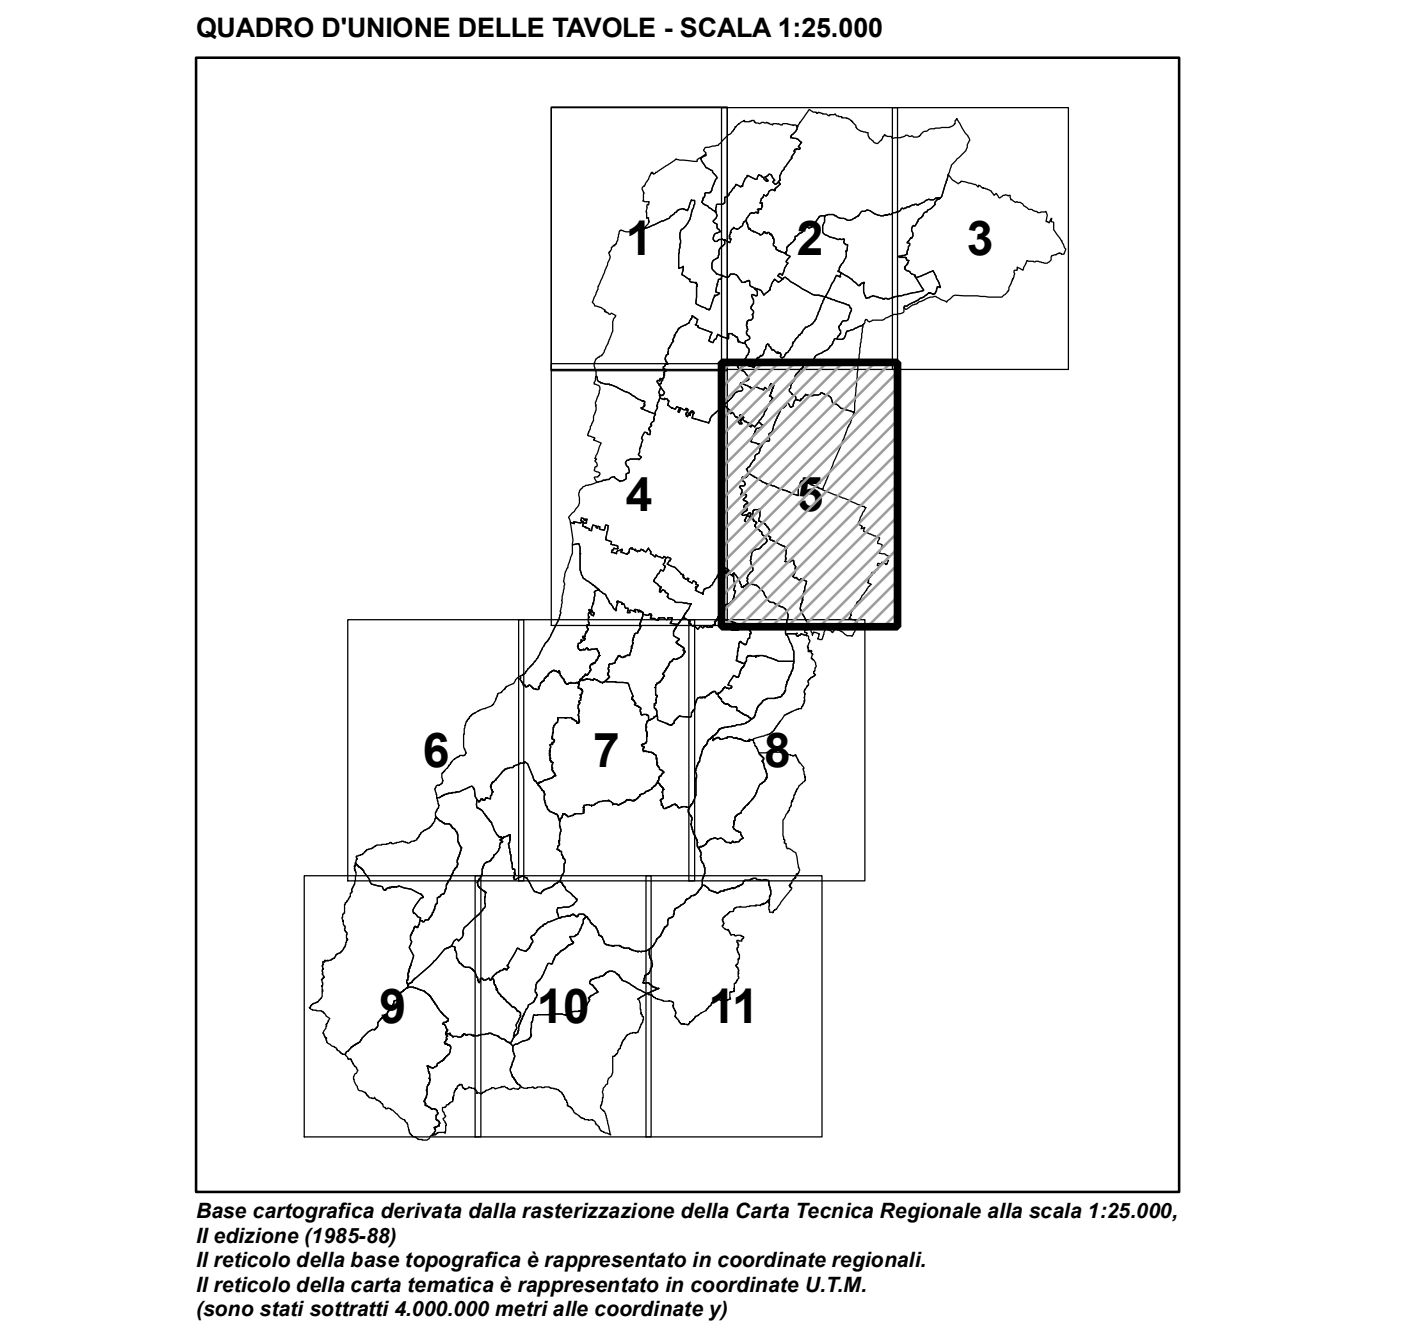 QUADRO D'UNIONE DELLE TAVOLE - SCALA 1:25.000
1
2
3
4
5
6
7
8
9
10
11
Base cartografica derivata dalla rasterizzazione della Carta Tecnica Regionale alla scala 1:25.000,
II edizione (1985-88)
Il reticolo della base topografica è rappresentato in coordinate regionali.
Il reticolo della carta tematica è rappresentato in coordinate U.T.M.
(sono stati sottratti 4.000.000 metri alle coordinate y)